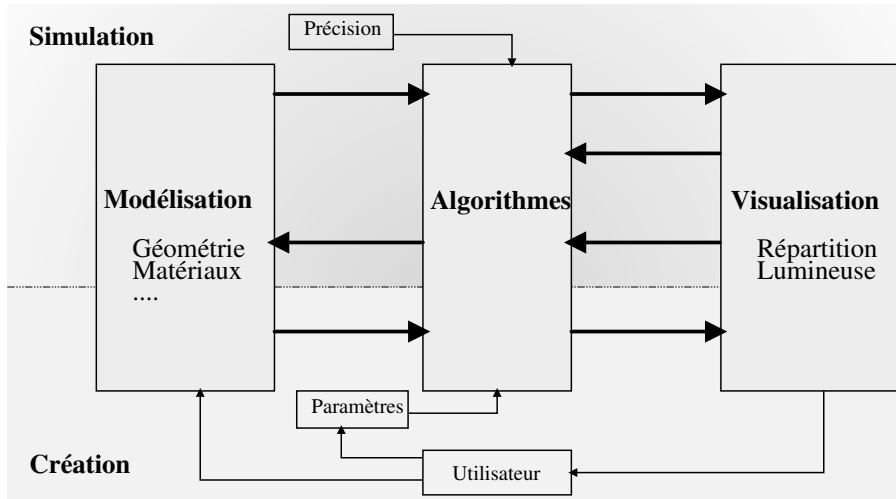 Simulation
Précision
Modélisation
Géométrie
Matériaux
....
Algorithmes
Visualisation
Répartition
Lumineuse
Paramètres
Création
Utilisateur